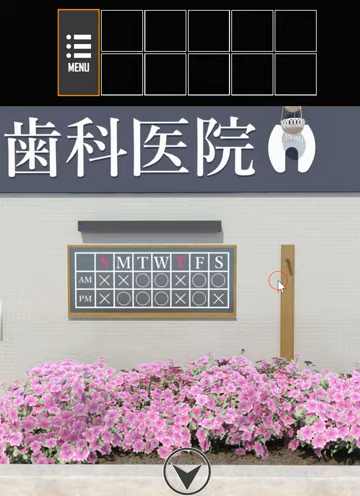 MENU
歯科医院
S M T W T F S
AM × × ○ ○ × ○ ○
PM × ○ ○ ○ × ○ ×